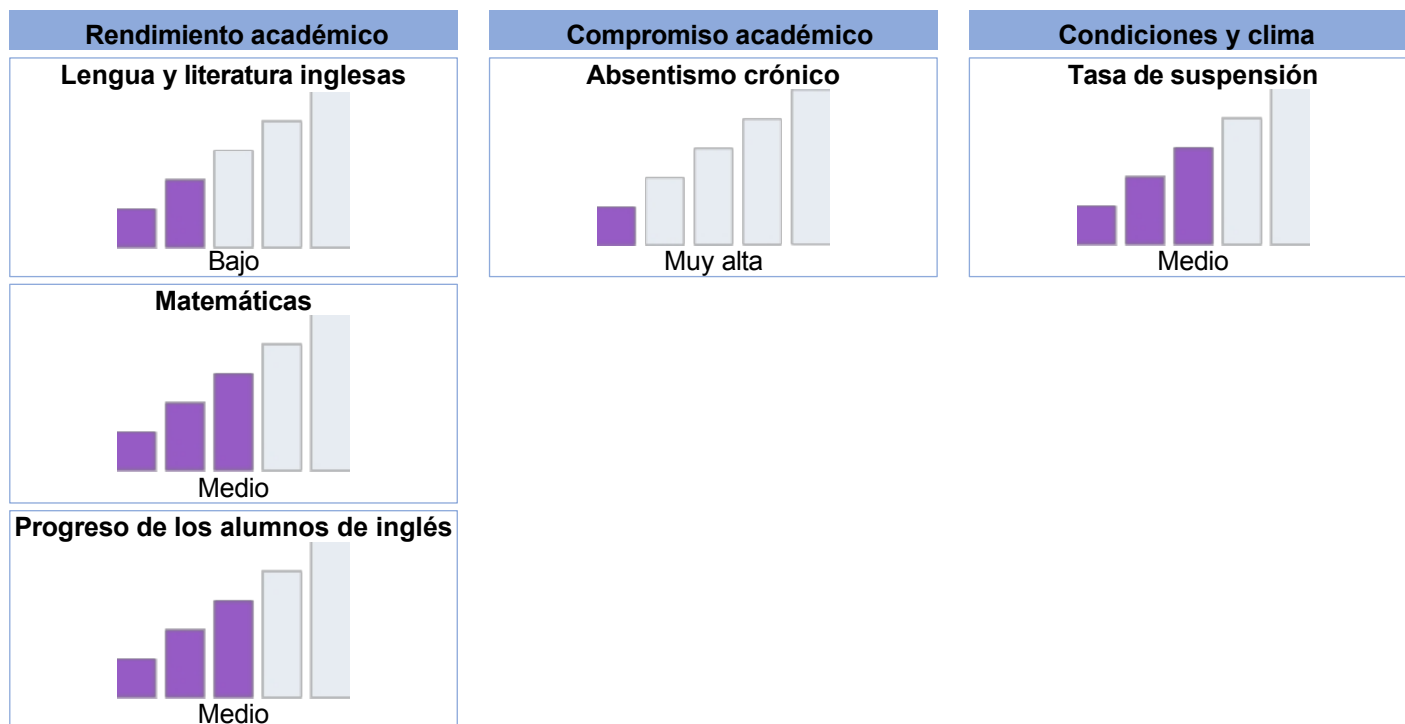 Rendimiento académico
Lengua y literatura inglesas
Bajo
Matemáticas
Medio
Progreso de los alumnos de inglés
Medio
Compromiso académico
Absentismo crónico
Muy alta
Condiciones y clima
Tasa de suspensión
Medio